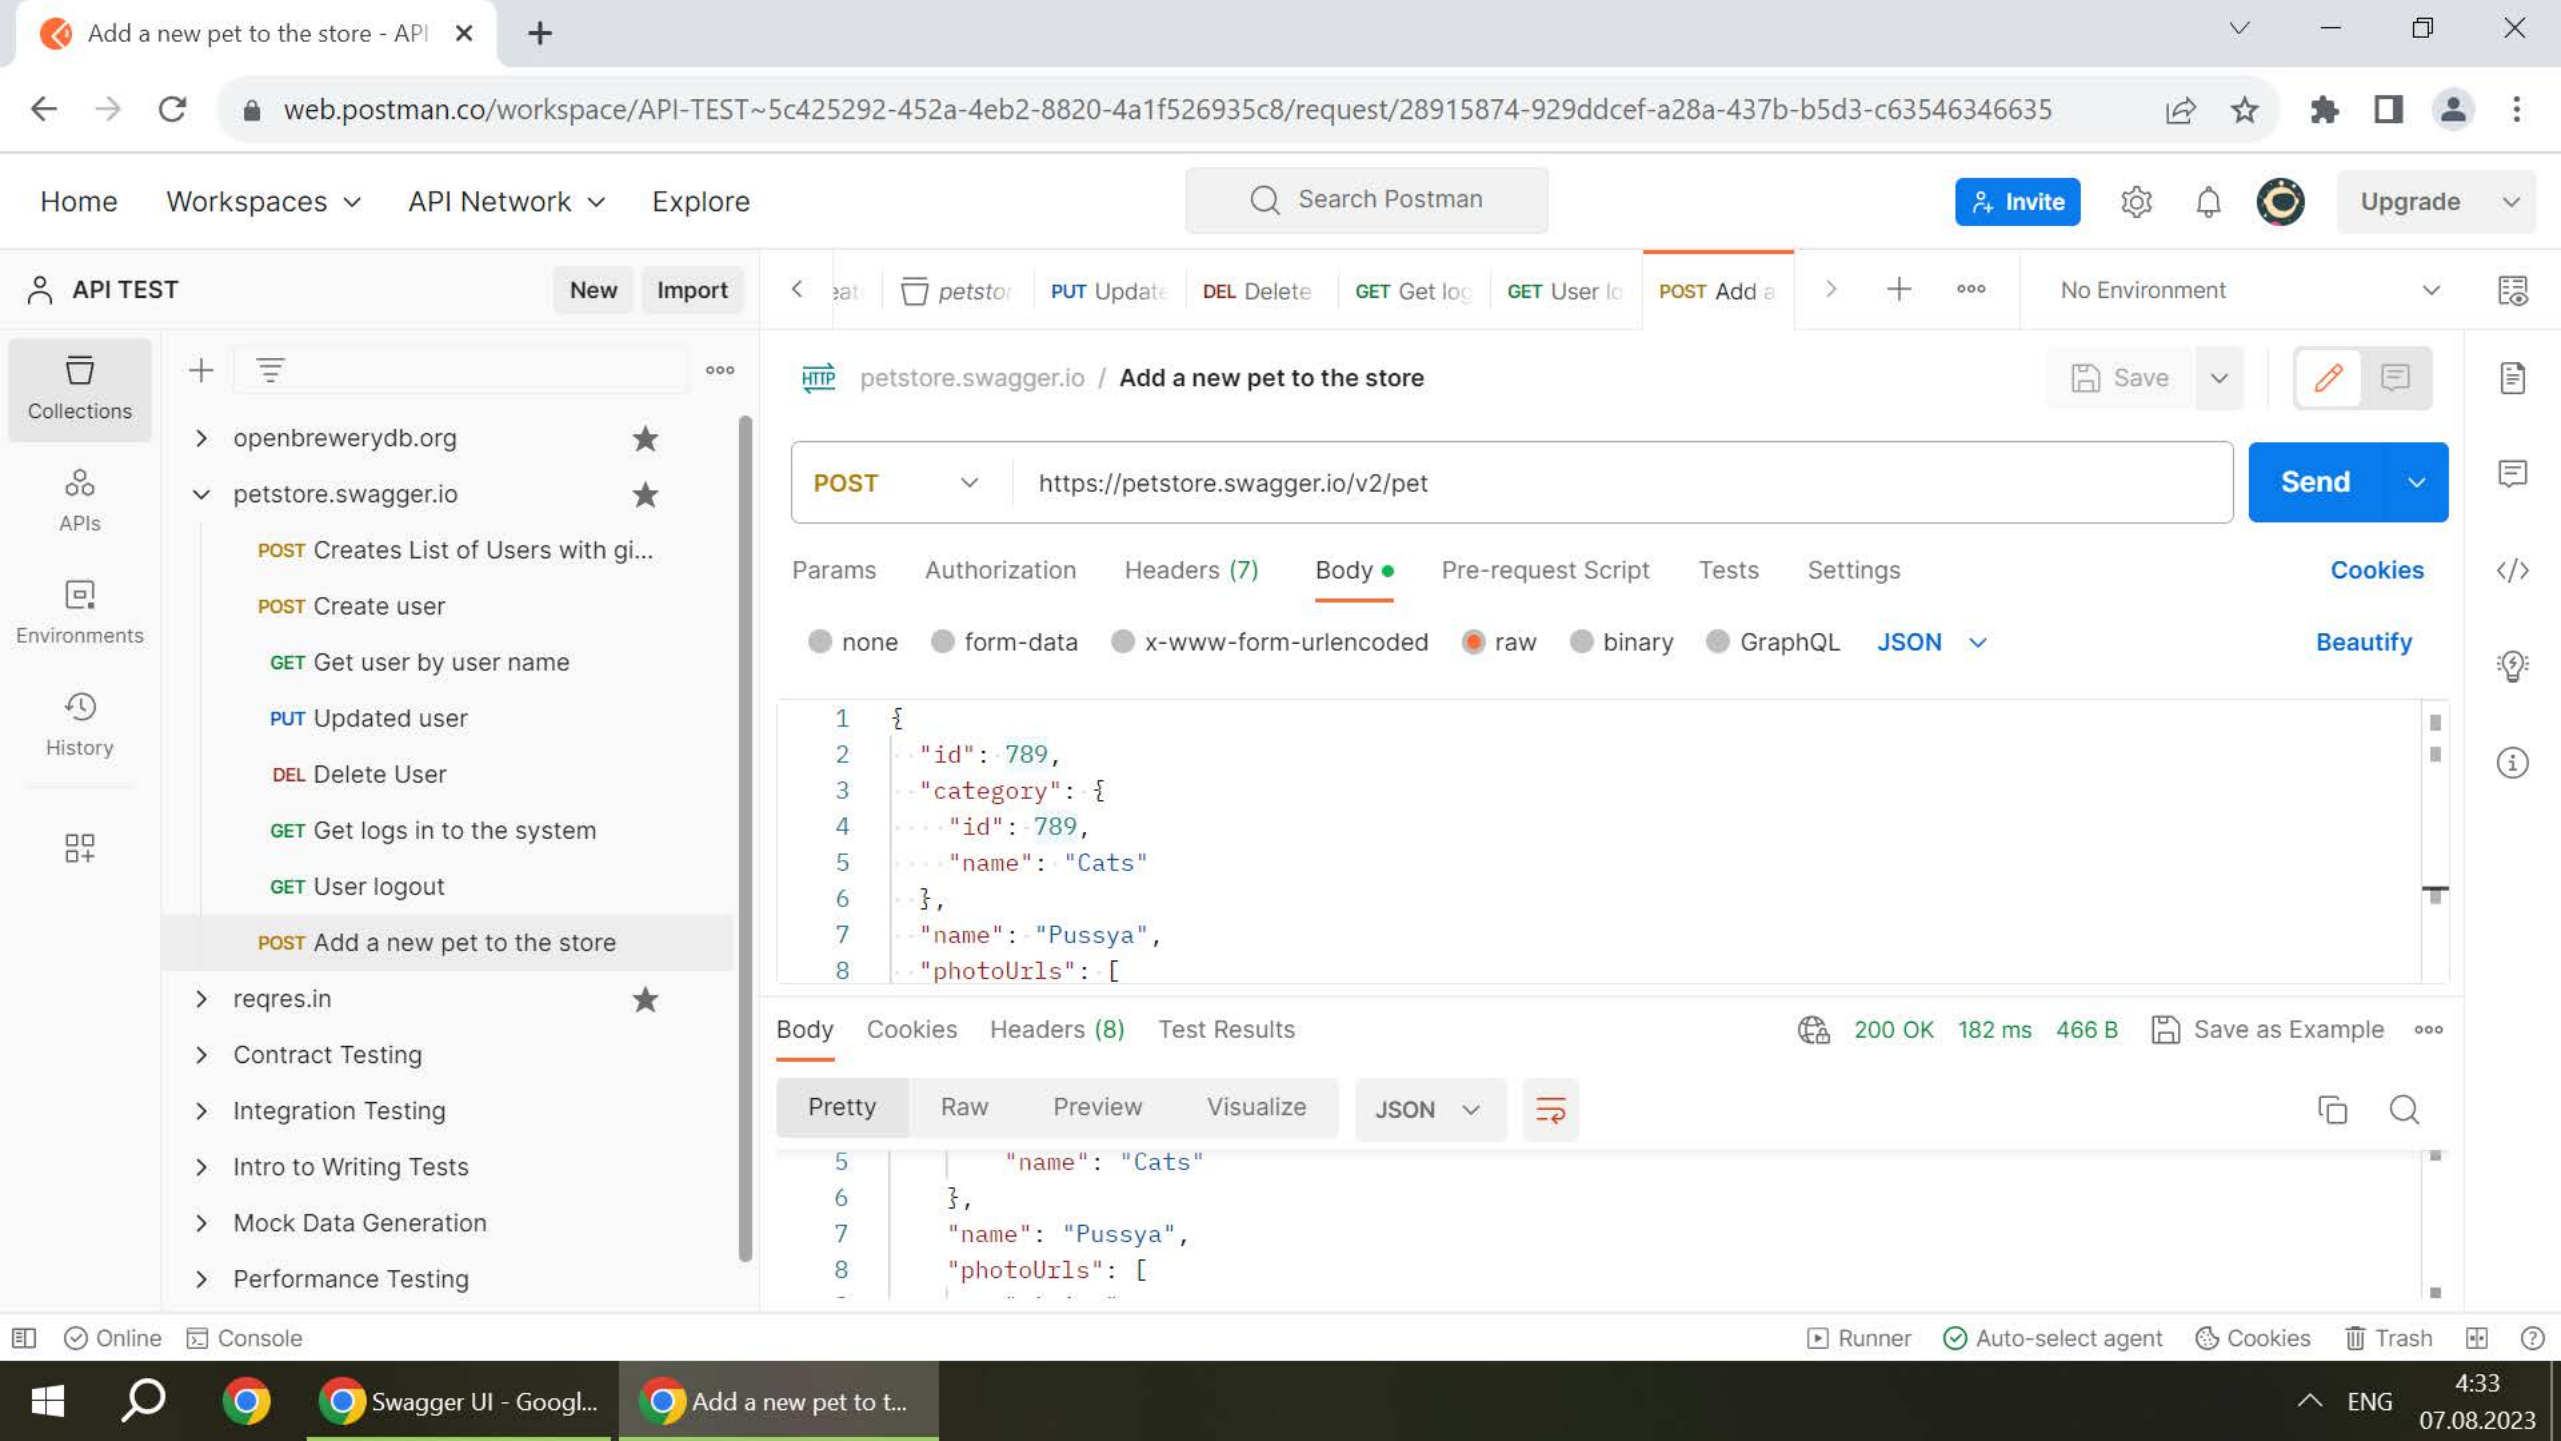 Add a new pet to the store - API
web.postman.co/workspace/API-TEST~5c425292-452a-4eb2-8820-4a1f526935c8/request/28915874-929ddcef-a28a-437b-b5d3-c63546346635
Home Workspaces API Network Explore Search Postman Invite Upgrade
API TEST New Import
petstor PUT Update DEL Delete GET Get log GET User lo POST Add a No Environment
Collections
APIs
Environments
History
openbrewerydb.org
petstore.swagger.io
POST Creates List of Users with gi...
POST Create user
GET Get user by user name
PUT Updated user
DEL Delete User
GET Get logs in to the system
GET User logout
POST Add a new pet to the store
reqres.in
Contract Testing
Integration Testing
Intro to Writing Tests
Mock Data Generation
Performance Testing
HTTP petstore.swagger.io / Add a new pet to the store Save
POST https://petstore.swagger.io/v2/pet Send
Params Authorization Headers (7) Body Pre-request Script Tests Settings Cookies
none form-data x-www-form-urlencoded raw binary GraphQL JSON Beautify
1 {
2 "id": 789,
3 "category": {
4 "id": 789,
5 "name": "Cats"
6 },
7 "name": "Pussya",
8 "photoUrls": [
Body Cookies Headers (8) Test Results 200 OK 182 ms 466 B Save as Example
Pretty Raw Preview Visualize JSON
5 "name": "Cats"
6 },
7 "name": "Pussya",
8 "photoUrls": [
Online Console Runner Auto-select agent Cookies Trash
Swagger UI - Googl... Add a new pet to t... ENG 4:33
07.08.2023